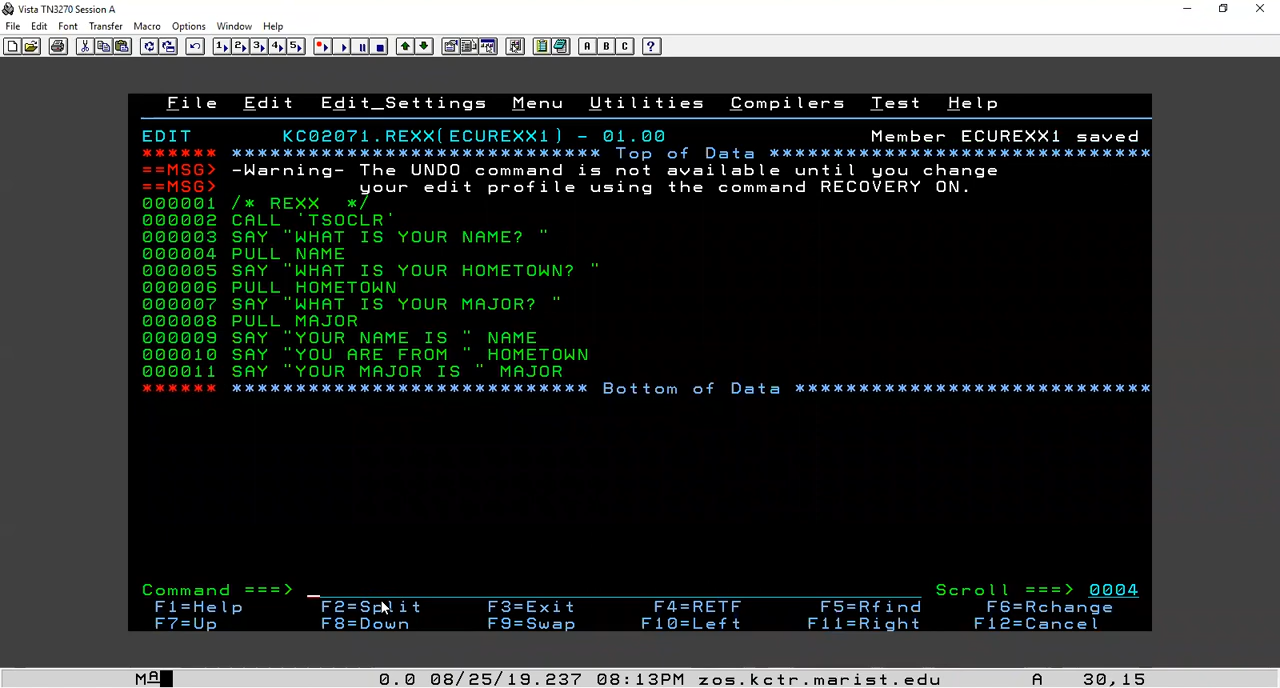 Vista TN3270 Session A
File Edit Font Transfer Macro Options Window Help
1 2 3 4 5 A B C ?
File Edit Edit_Settings Menu Utilities Compilers Test Help
EDIT KC02071.REXX(ECUREXX1) - 01.00 Member ECUREXX1 saved
****** ***************************** Top of Data ******************************
==MSG> -Warning- The UNDO command is not available until you change
==MSG> your edit profile using the command RECOVERY ON.
000001 /* REXX */
000002 CALL 'TSOCLR'
000003 SAY "WHAT IS YOUR NAME? "
000004 PULL NAME
000005 SAY "WHAT IS YOUR HOMETOWN? "
000006 PULL HOMETOWN
000007 SAY "WHAT IS YOUR MAJOR? "
000008 PULL MAJOR
000009 SAY "YOUR NAME IS " NAME
000010 SAY "YOU ARE FROM " HOMETOWN
000011 SAY "YOUR MAJOR IS " MAJOR
****** **************************** Bottom of Data ****************************
Command ===> Scroll ===> 0004
F1=Help F2=Split F3=Exit F4=RETF F5=Rfind F6=Rchange
F7=Up F8=Down F9=Swap F10=Left F11=Right F12=Cancel
MA 0.0 08/25/19.237 08:13PM zos.kctr.marist.edu A 30,15